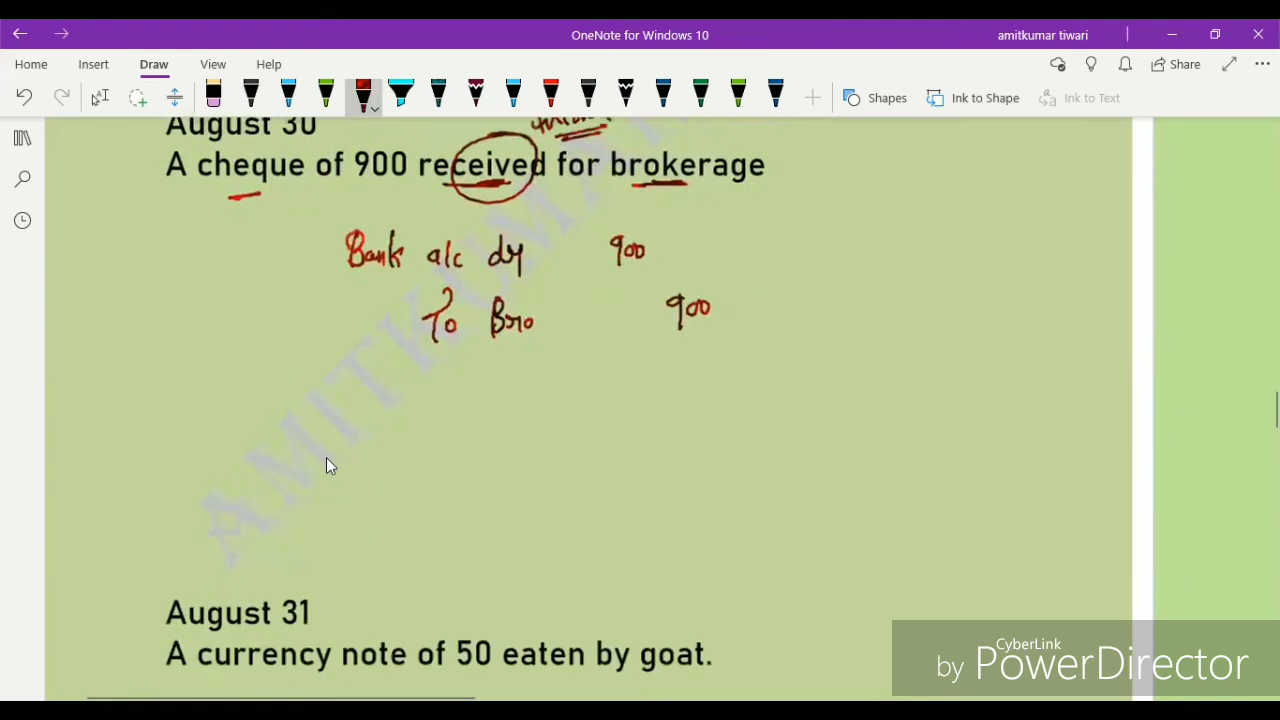 OneNote for Windows 10
amitkumar tiwari
Home Insert Draw View Help
Share
Shapes Ink to Shape Ink to Text
August 30
A cheque of 900 received for brokerage
Bank a/c dr 900
To Bro 900
AMITKUMAR
August 31
A currency note of 50 eaten by goat.
CyberLink
by PowerDirector